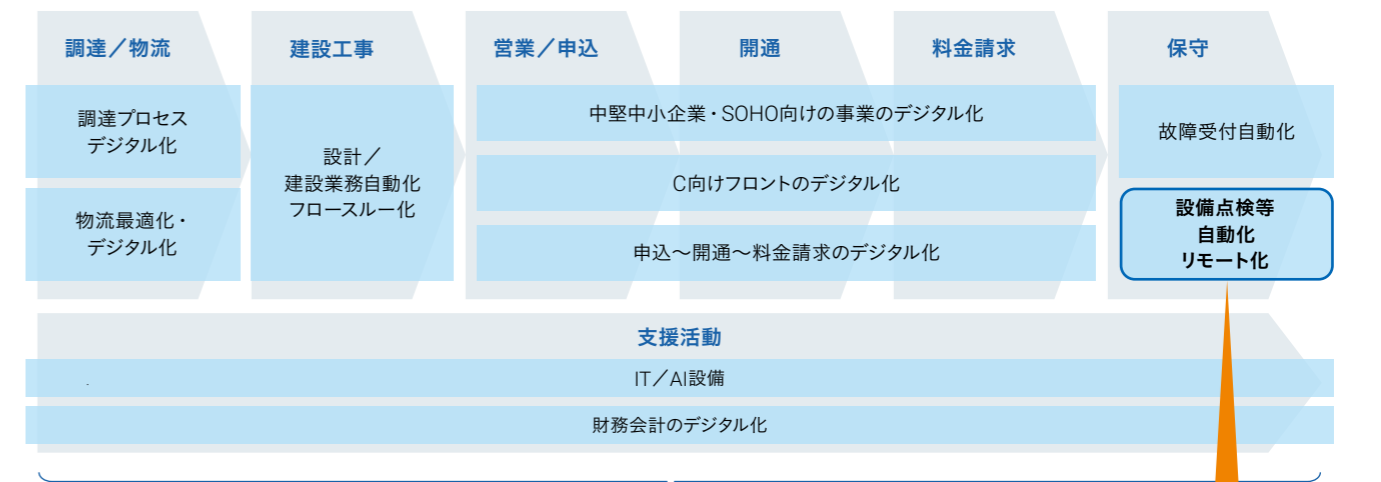 調達／物流
建設工事
営業／申込
開通
料金請求
保守
調達プロセス
デジタル化
物流最適化・
デジタル化
設計／
建設業務自動化
フロースルー化
中堅中小企業・SOHO向けの事業のデジタル化
C向けフロントのデジタル化
申込～開通～料金請求のデジタル化
故障受付自動化
設備点検等
自動化
リモート化
支援活動
IT／AI設備
財務会計のデジタル化